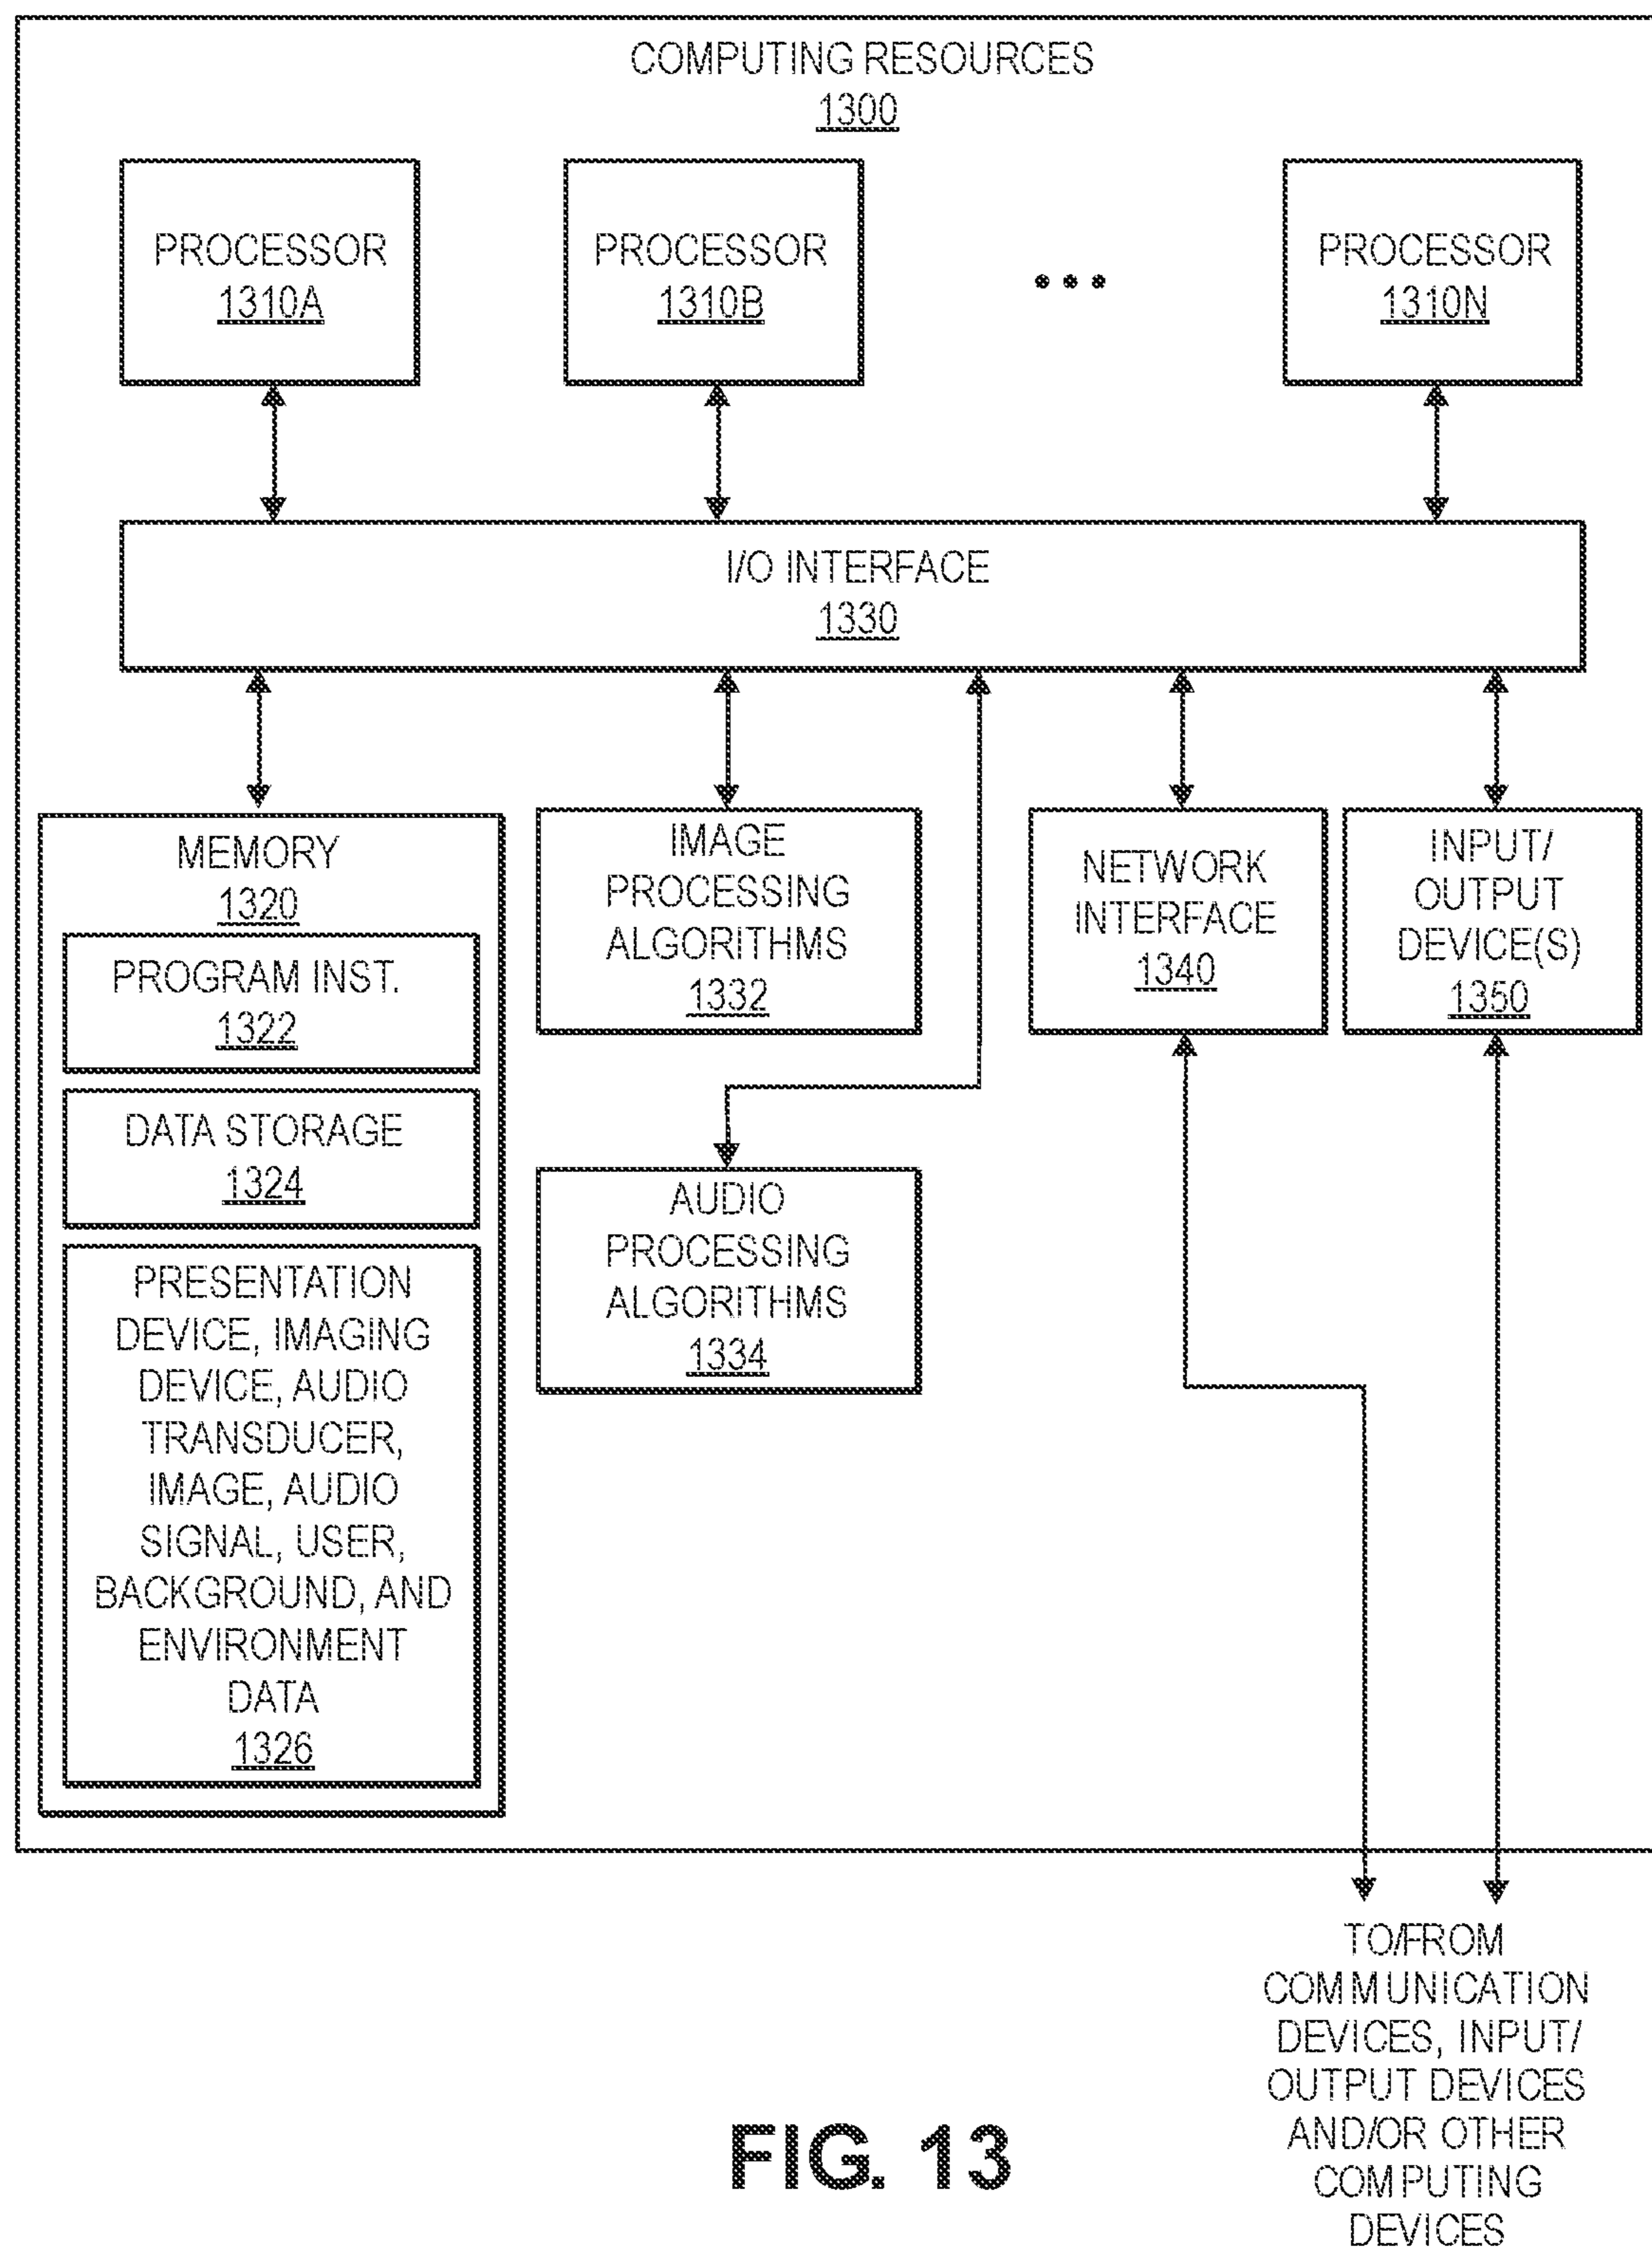 COMPUTING RESOURCES
1300
PROCESSOR
1310A
PROCESSOR
1310B
PROCESSOR
1310N
I/O INTERFACE
1330
MEMORY
1320
PROGRAM INST.
1322
DATA STORAGE
1324
PRESENTATION
DEVICE, IMAGING
DEVICE, AUDIO
TRANSDUCER,
IMAGE, AUDIO
SIGNAL, USER,
BACKGROUND, AND
ENVIRONMENT
DATA
1326
IMAGE
PROCESSING
ALGORITHMS
1332
AUDIO
PROCESSING
ALGORITHMS
1334
NETWORK
INTERFACE
1340
INPUT/
OUTPUT
DEVICE(S)
1350
TO/FROM
COMMUNICATION
DEVICES, INPUT/
OUTPUT DEVICES
AND/OR OTHER
COMPUTING
DEVICES
FIG. 13